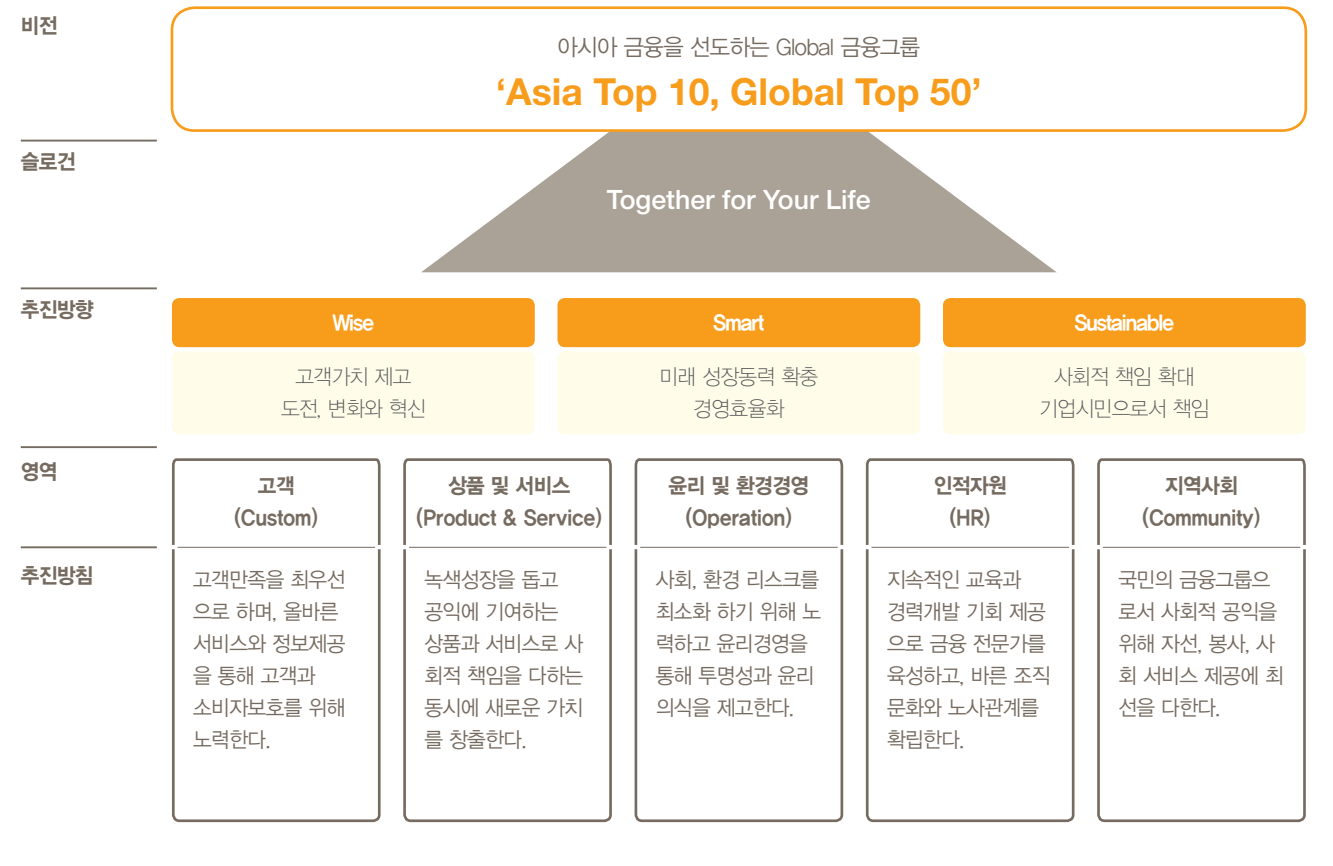 비전
아시아 금융을 선도하는 Global 금융그룹
‘Asia Top 10, Global Top 50’
슬로건
Together for Your Life
추진방향
Wise
고객가치 제고
도전, 변화와 혁신
Smart
미래 성장동력 확충
경영효율화
Sustainable
사회적 책임 확대
기업시민으로서 책임
영역
고객
(Custom)
상품 및 서비스
(Product & Service)
윤리 및 환경경영
(Operation)
인적자원
(HR)
지역사회
(Community)
추진방침
고객만족을 최우선
으로 하며, 올바른
서비스와 정보제공
을 통해 고객과
소비자보호를 위해
노력한다.
녹색성장을 돕고
공익에 기여하는
상품과 서비스로 사
회적 책임을 다하는
동시에 새로운 가치
를 창출한다.
사회, 환경 리스크를
최소화 하기 위해 노
력하고 윤리경영을
통해 투명성과 윤리
의식을 제고한다.
지속적인 교육과
경력개발 기회 제공
으로 금융 전문가를
육성하고, 바른 조직
문화와 노사관계를
확립한다.
국민의 금융그룹으
로서 사회적 공익을
위해 자선, 봉사, 사
회 서비스 제공에 최
선을 다한다.